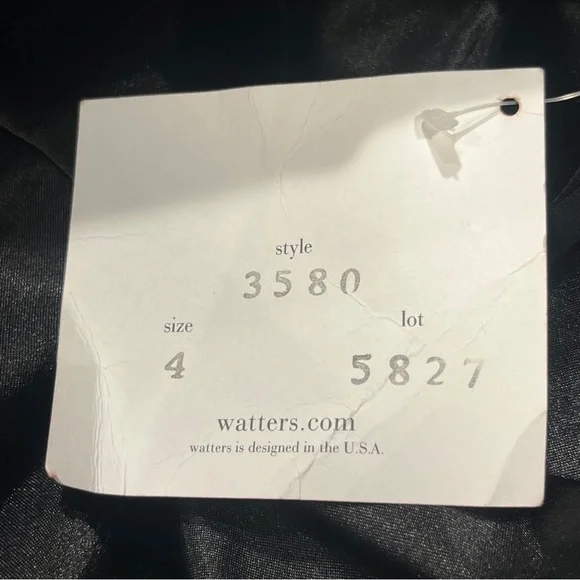 style
3580
size
lot
4
5827
watters.com
watters is designed in the U.S.A.